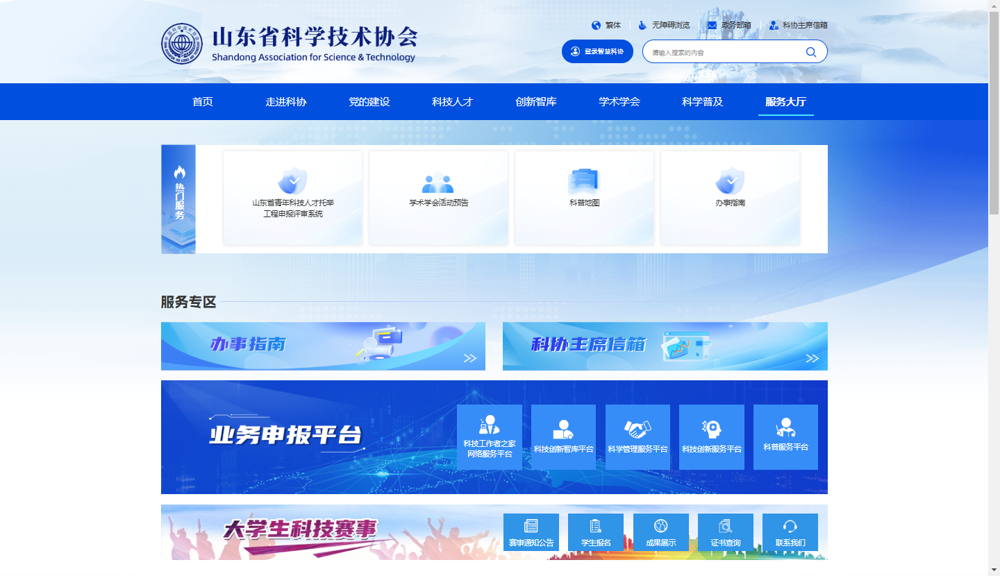 山东省科学技术协会
Shandong Association for Science & Technology
繁体
无障碍浏览
政务邮箱
科协主席信箱
登录智慧科协
请输入搜索的内容
首页
走进科协
党的建设
科技人才
创新智库
学术学会
科学普及
服务大厅
热门服务
山东省青年科技人才托举
工程申报评审系统
学术学会活动预告
科普地图
办事指南
服务专区
办事指南
科协主席信箱
业务申报平台
科技工作者之家
网络服务平台
科技创新智库平台
科学管理服务平台
科技创新服务平台
科普服务平台
大学生科技赛事
赛事通知公告
学生报名
成果展示
证书查询
联系我们